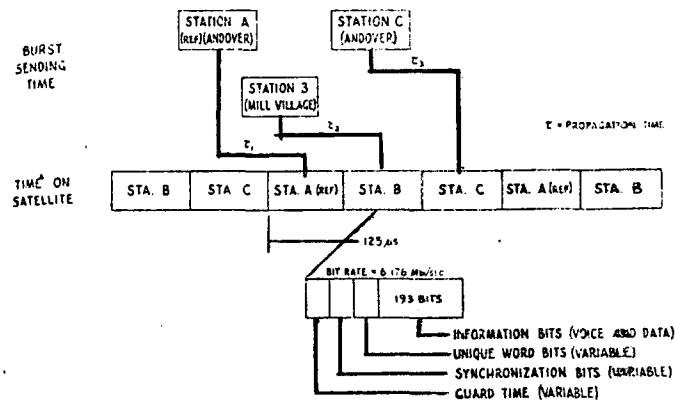 BURST
SENDING
TIME
STATION A
(REF)(ANDOVER)
STATION C
(ANDOVER)
STATION 3
(MILL VILLAGE)
τ₁
τ₂
τ₃
τ = PROPAGATION TIME
TIME ON
SATELLITE
STA. B
STA C
STA. A (REF)
STA. B
STA. C
STA. A (REF)
STA. B
125 μs
BIT RATE = 6.176 Mb/SEC
193 BITS
INFORMATION BITS (VOICE AND DATA)
UNIQUE WORD BITS (VARIABLE)
SYNCHRONIZATION BITS (VARIABLE)
GUARD TIME (VARIABLE)